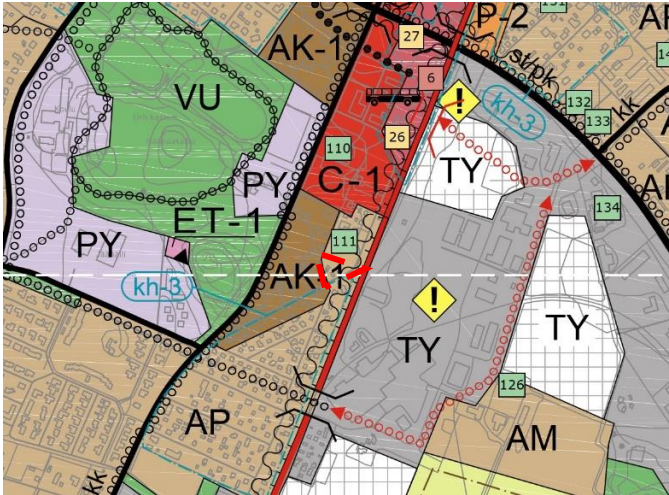 131
P-2
AK-1
27
st/pk
6
VU
kh-3
132
kk
133
110
26
TY
C-1
PY
134
ET-1
PY
111
AK-1
kh-3
TY
TY
126
AP
AM
kk